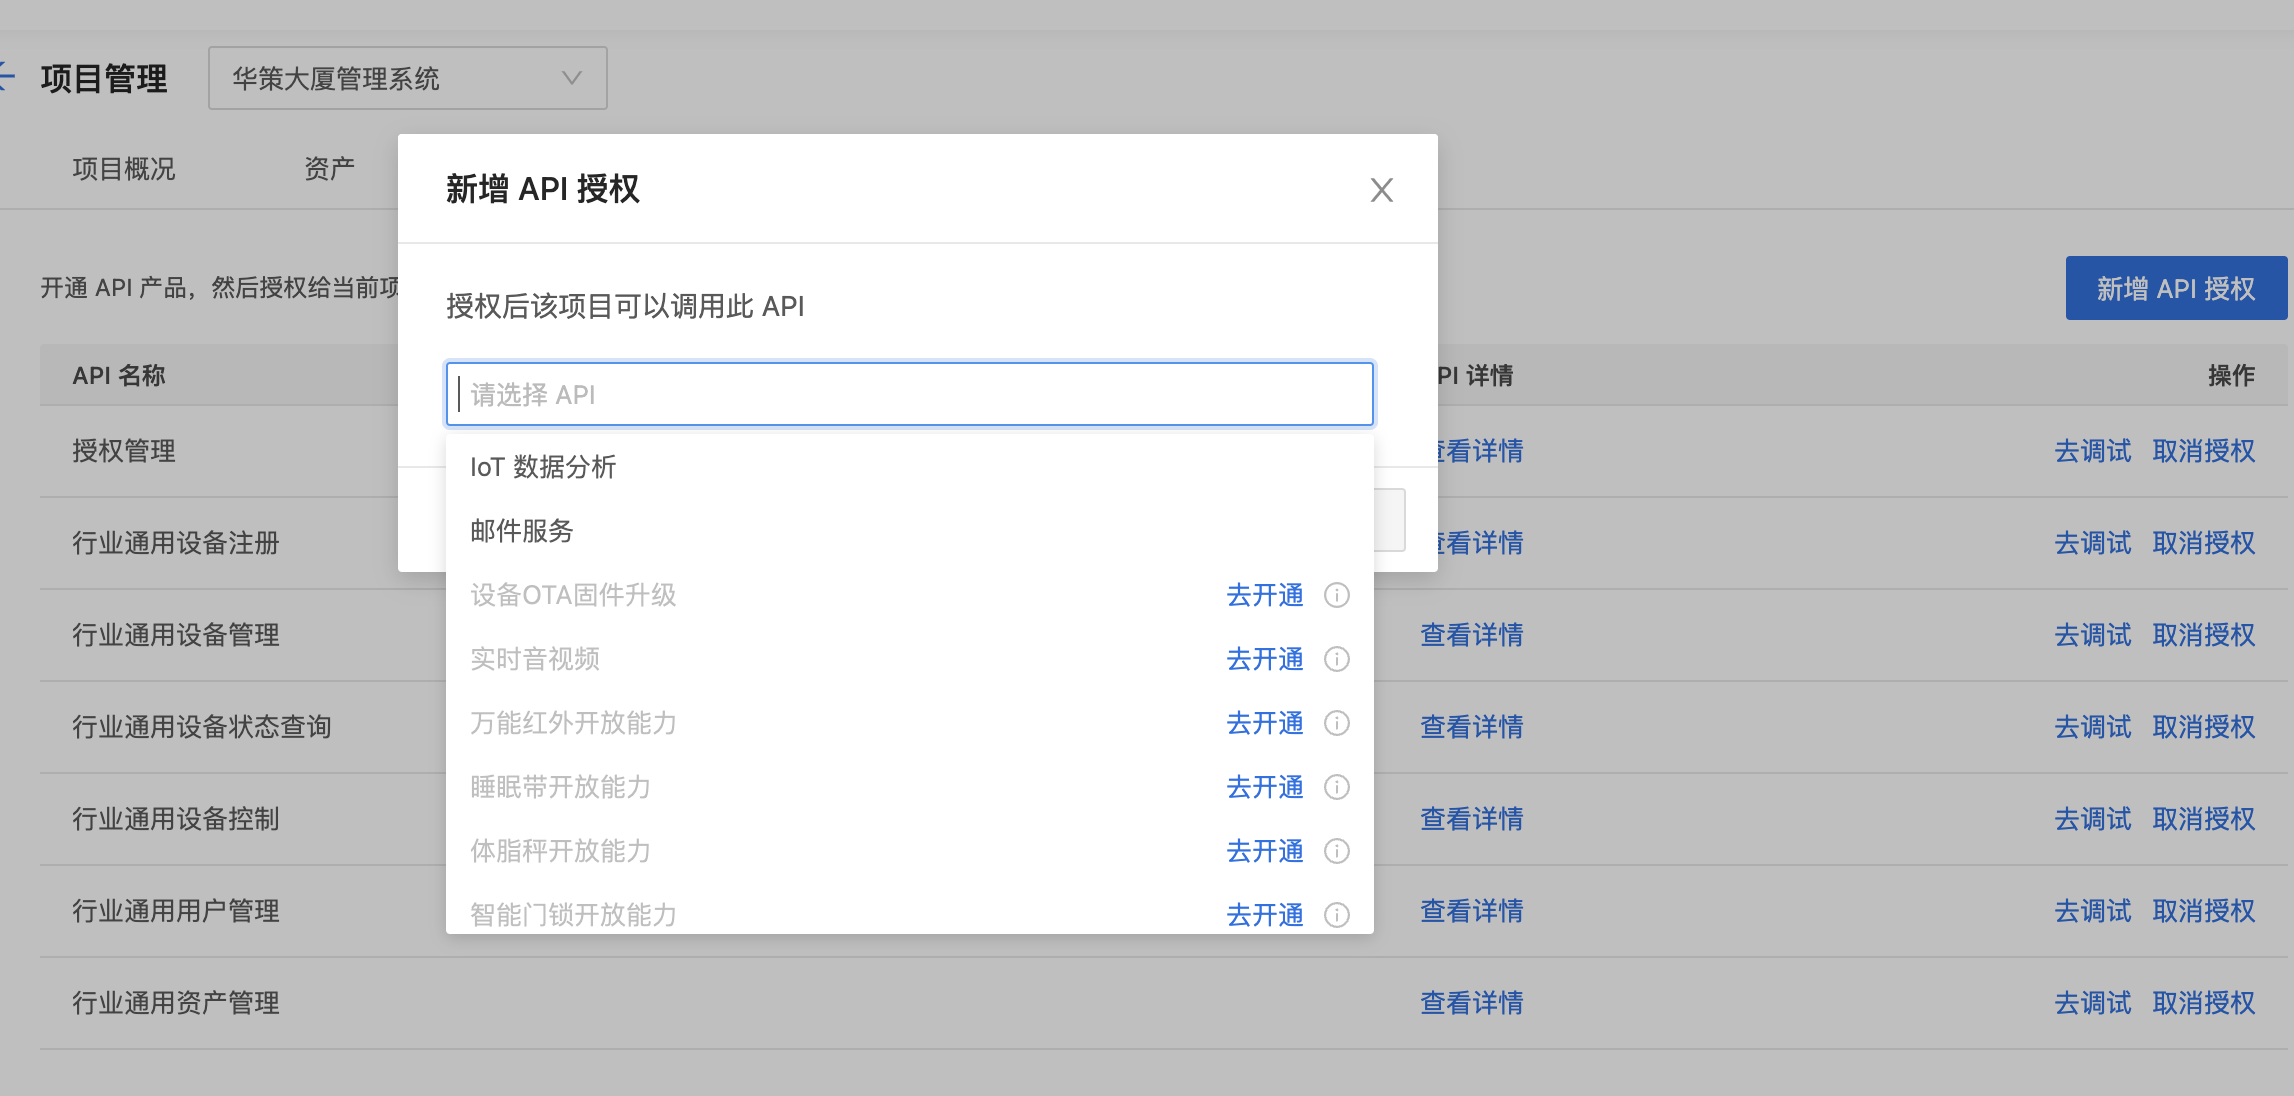 项目管理 华策大厦管理系统
项目概况 资产
新增 API 授权
开通 API 产品，然后授权给当前项
新增 API 授权
授权后该项目可以调用此 API
请选择 API
API 名称 PI 详情 操作
授权管理 查看详情 去调试 取消授权
行业通用设备注册 查看详情 去调试 取消授权
行业通用设备管理 查看详情 去调试 取消授权
行业通用设备状态查询 查看详情 去调试 取消授权
行业通用设备控制 查看详情 去调试 取消授权
行业通用用户管理 查看详情 去调试 取消授权
行业通用资产管理 查看详情 去调试 取消授权
IoT 数据分析
邮件服务
设备OTA固件升级 去开通
实时音视频 去开通
万能红外开放能力 去开通
睡眠带开放能力 去开通
体脂秤开放能力 去开通
智能门锁开放能力 去开通